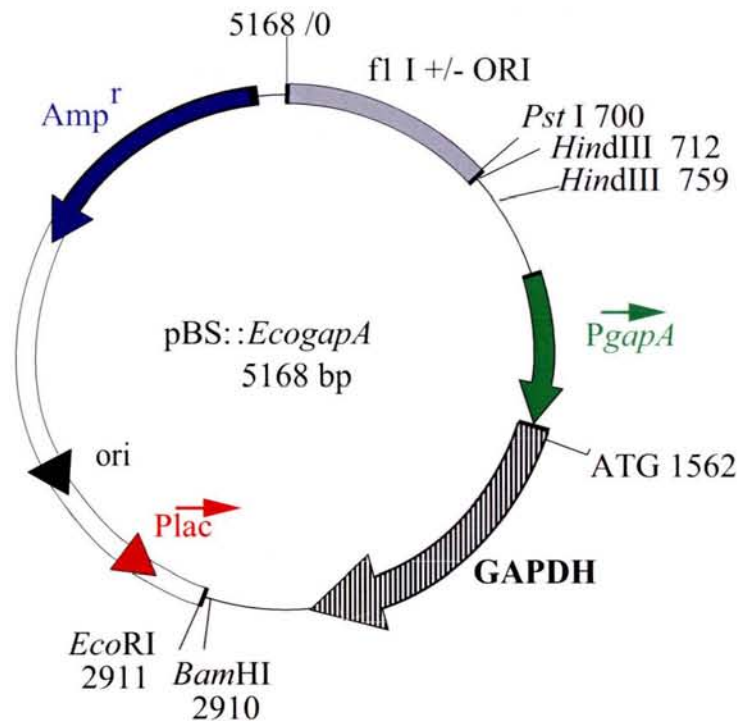 5168 /0
f1 I +/- ORI
Amp r
Pst I 700
HindIII 712
HindIII 759
pBS::EcogapA
5168 bp
PgapA
ori
ATG 1562
Plac
GAPDH
EcoRI
2911
BamHI
2910